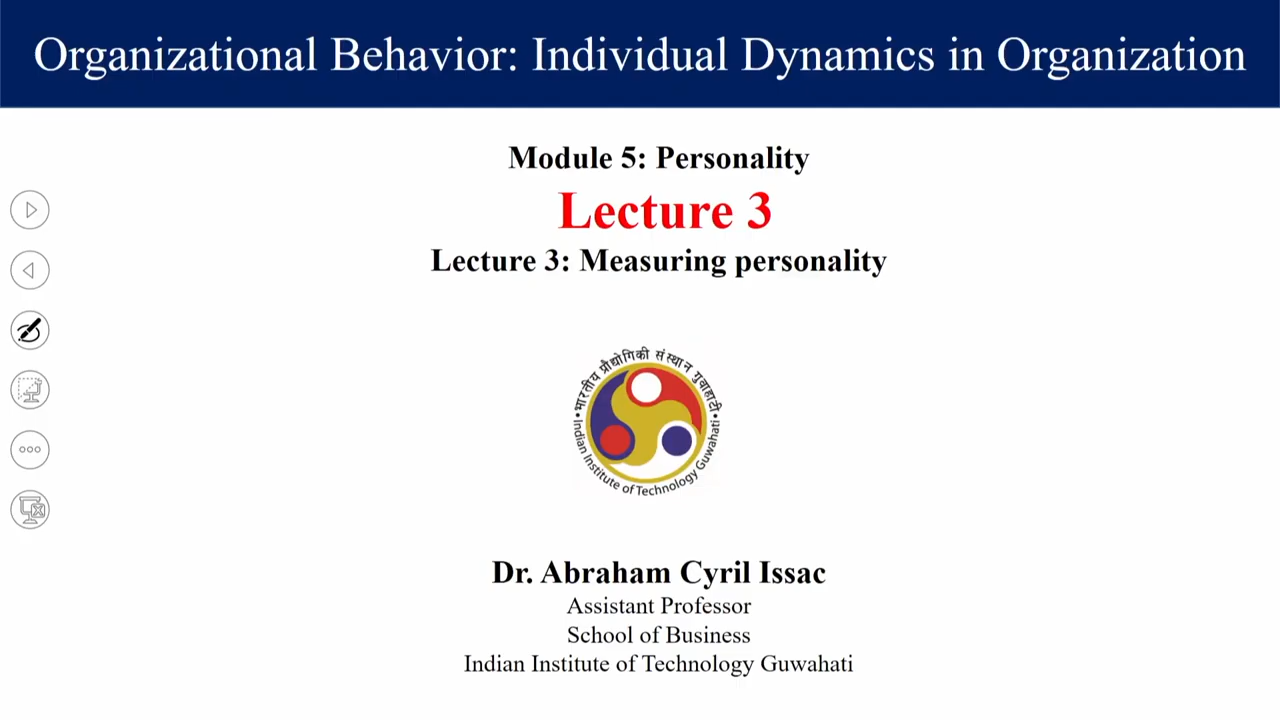 Organizational Behavior: Individual Dynamics in Organization
Module 5: Personality
Lecture 3
Lecture 3: Measuring personality
भारतीय प्रौद्योगिकी संस्थान गुवाहाटी
Indian Institute of Technology Guwahati
Dr. Abraham Cyril Issac
Assistant Professor
School of Business
Indian Institute of Technology Guwahati